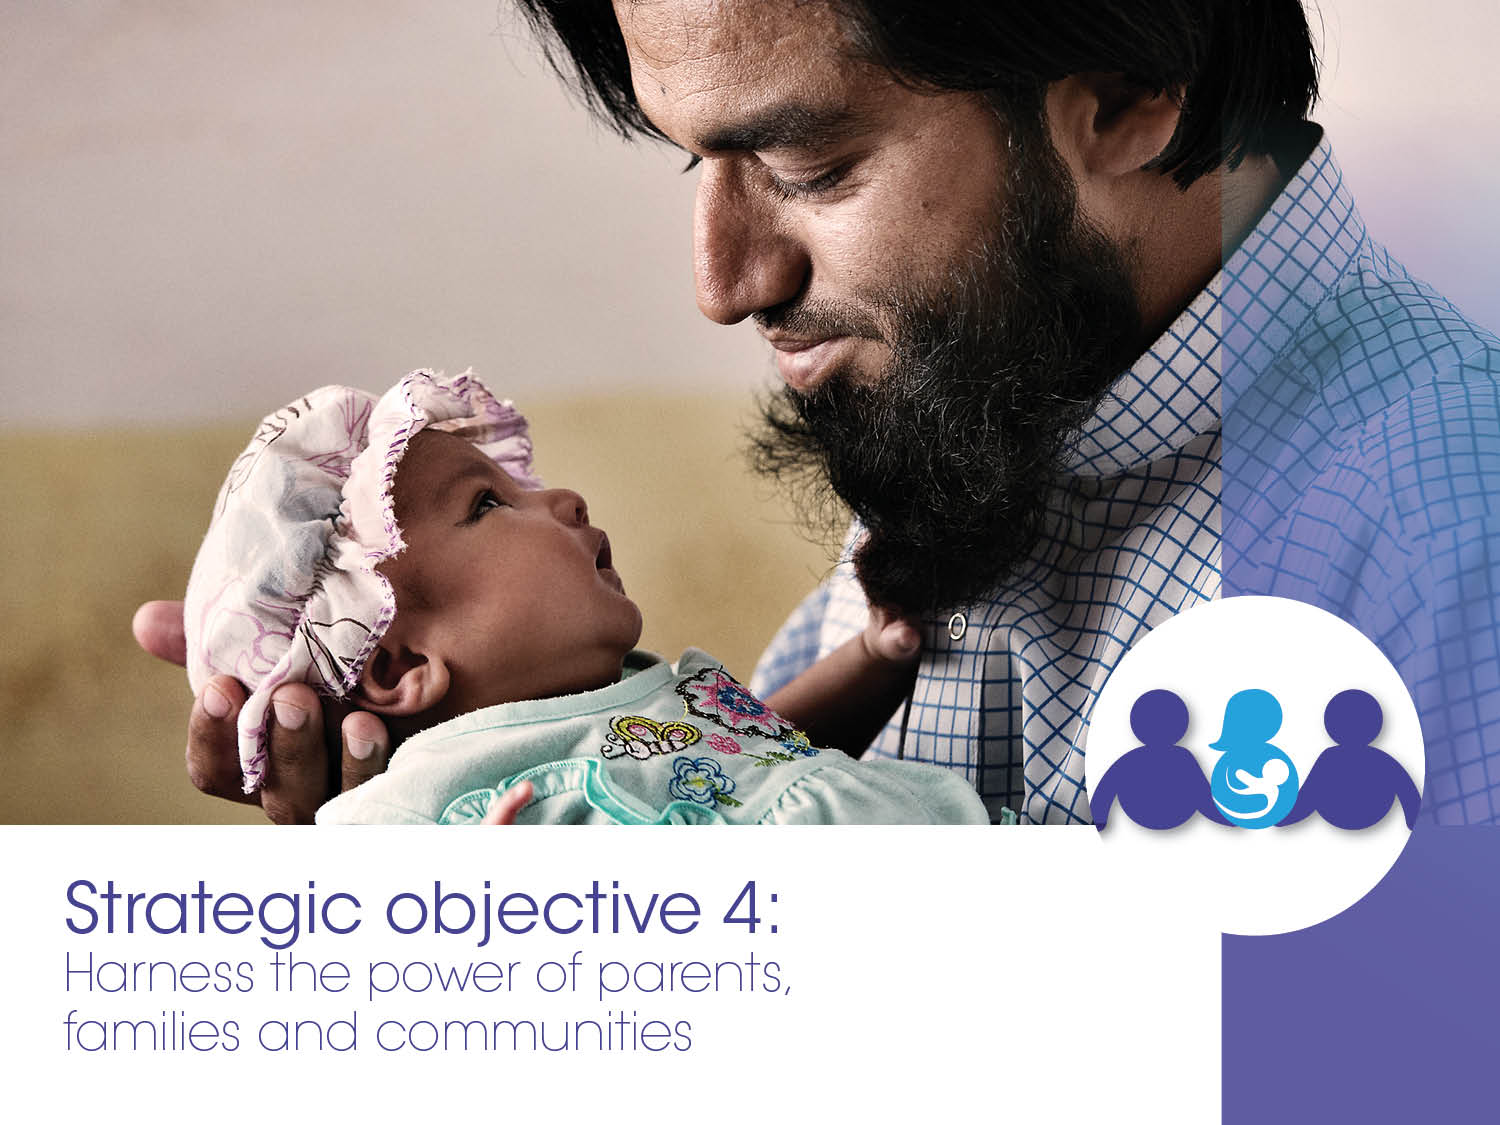 Strategic objective 4:
Harness the power of parents,
families and communities